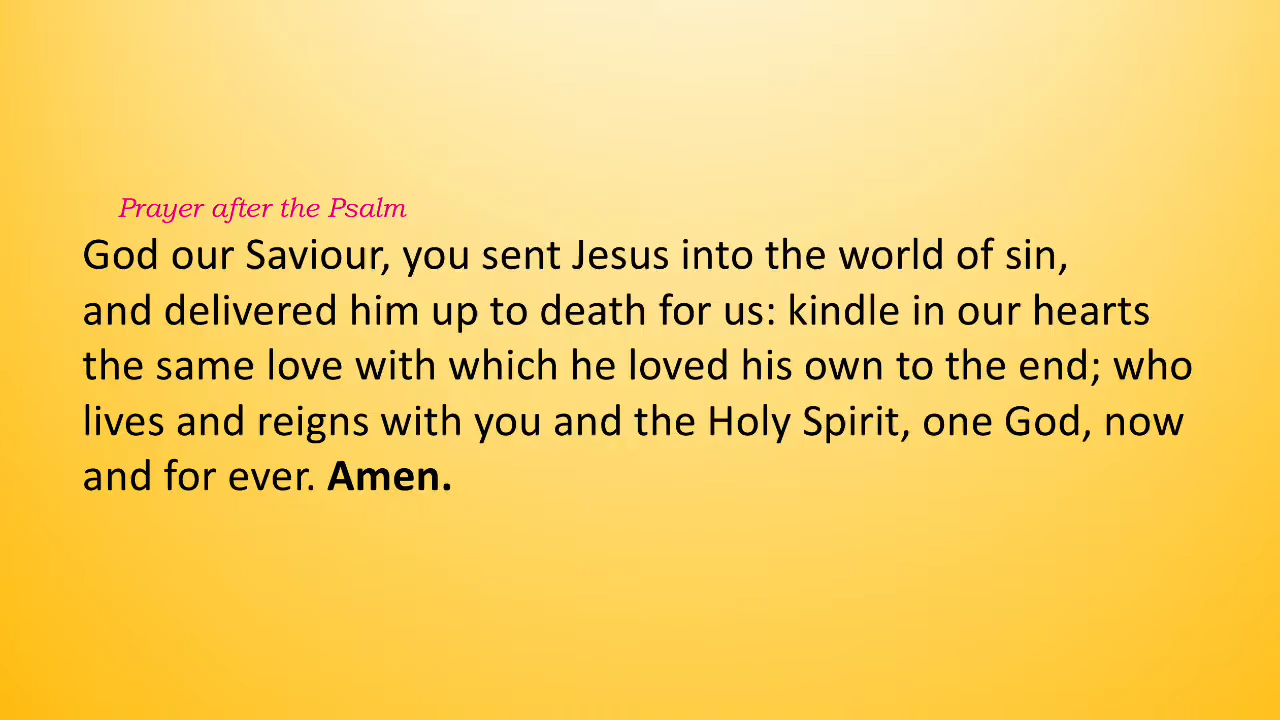 Prayer after the Psalm
God our Saviour, you sent Jesus into the world of sin,
and delivered him up to death for us: kindle in our hearts
the same love with which he loved his own to the end; who
lives and reigns with you and the Holy Spirit, one God, now
and for ever. Amen.